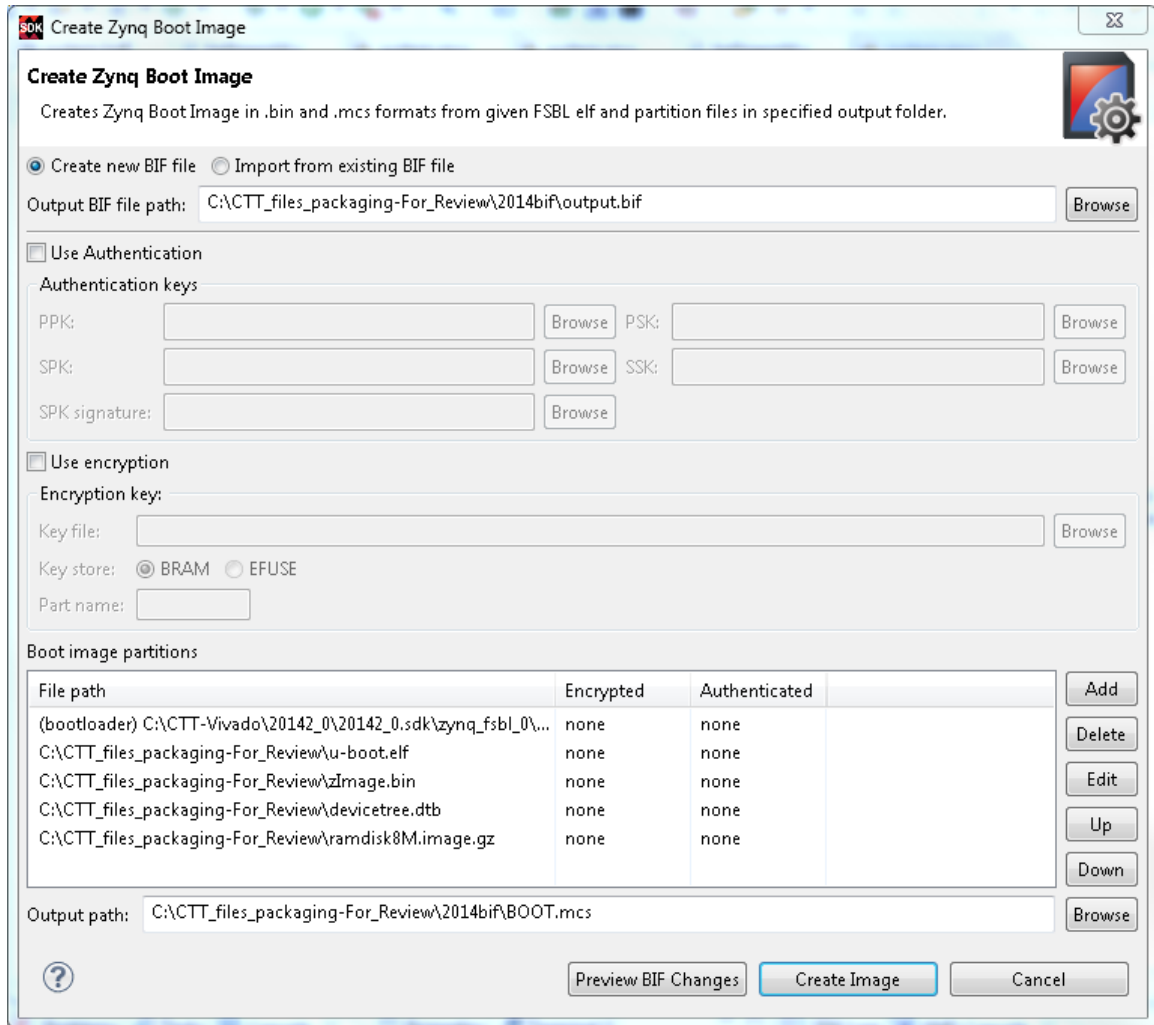 SDK Create Zynq Boot Image
Create Zynq Boot Image
Creates Zynq Boot Image in .bin and .mcs formats from given FSBL elf and partition files in specified output folder.
Create new BIF file Import from existing BIF file
Output BIF file path: C:\CTT_files_packaging-For_Review\2014bif\output.bif Browse
Use Authentication
Authentication keys
PPK: Browse PSK: Browse
SPK: Browse SSK: Browse
SPK signature: Browse
Use encryption
Encryption key:
Key file: Browse
Key store: BRAM EFUSE
Part name:
Boot image partitions
File path Encrypted Authenticated Add
(bootloader) C:\CTT-Vivado\20142_0\20142_0.sdk\zynq_fsbl_0\... none none Delete
C:\CTT_files_packaging-For_Review\u-boot.elf none none
C:\CTT_files_packaging-For_Review\zImage.bin none none Edit
C:\CTT_files_packaging-For_Review\devicetree.dtb none none Up
C:\CTT_files_packaging-For_Review\ramdisk8M.image.gz none none
Down
Output path: C:\CTT_files_packaging-For_Review\2014bif\BOOT.mcs Browse
? Preview BIF Changes Create Image Cancel